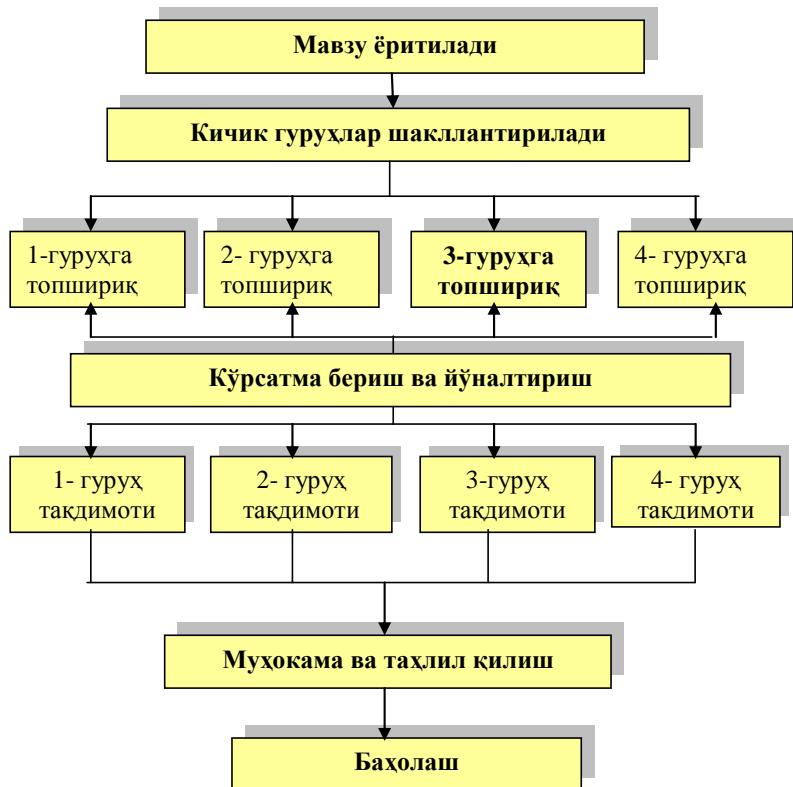 Мавзу ёритилади
Кичик гуруҳлар шакллантирилади
1-гуруҳга
топшириқ
2- гуруҳга
топшириқ
3-гуруҳга
топшириқ
4- гуруҳга
топшириқ
Кўрсатма бериш ва йўналтириш
1- гуруҳ
тақдимоти
2- гуруҳ
тақдимоти
3-гуруҳ
тақдимоти
4- гуруҳ
тақдимоти
Муҳокама ва таҳлил қилиш
Баҳолаш